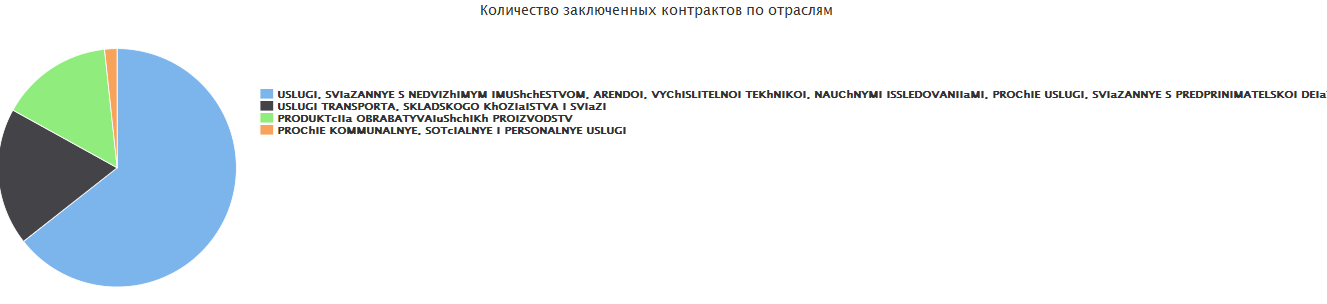 Количество заключенных контрактов по отраслям
USLUGI, SVIaZANNYE S NEDVIZhIMYM IMUShchESTVOM, ARENDOI, VYChISLITELNOI TEKhNIKOI, NAUChNYMI ISSLEDOVANIIaMI, PROChIE USLUGI, SVIaZANNYE S PREDPRINIMATELSKOI DEIa
USLUGI TRANSPORTA, SKLADSKOGO KhOZIaISTVA I SVIaZI
PRODUKTcIIa OBRABATYVAIuShchIKh PROIZVODSTV
PROChIE KOMMUNALNYE, SOTcIALNYE I PERSONALNYE USLUGI